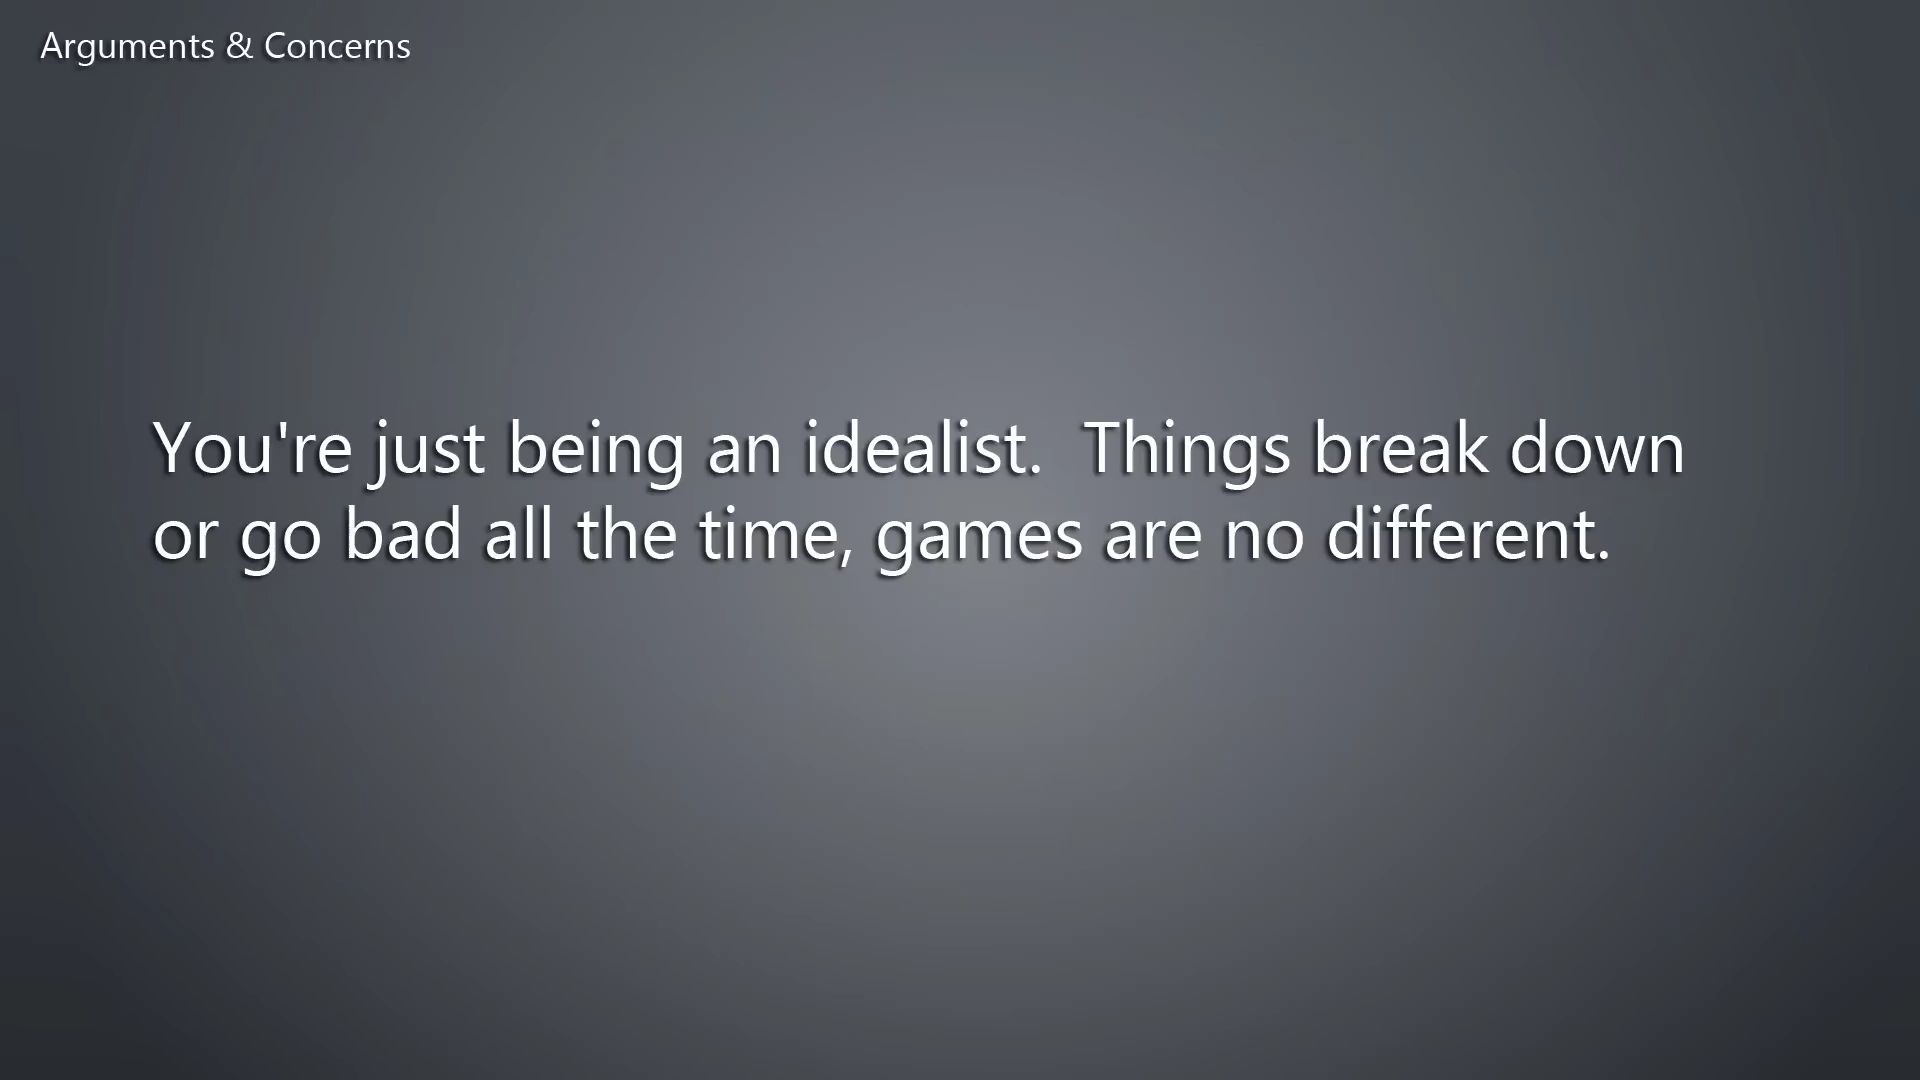 Arguments & Concerns
You're just being an idealist.  Things break down
or go bad all the time, games are no different.